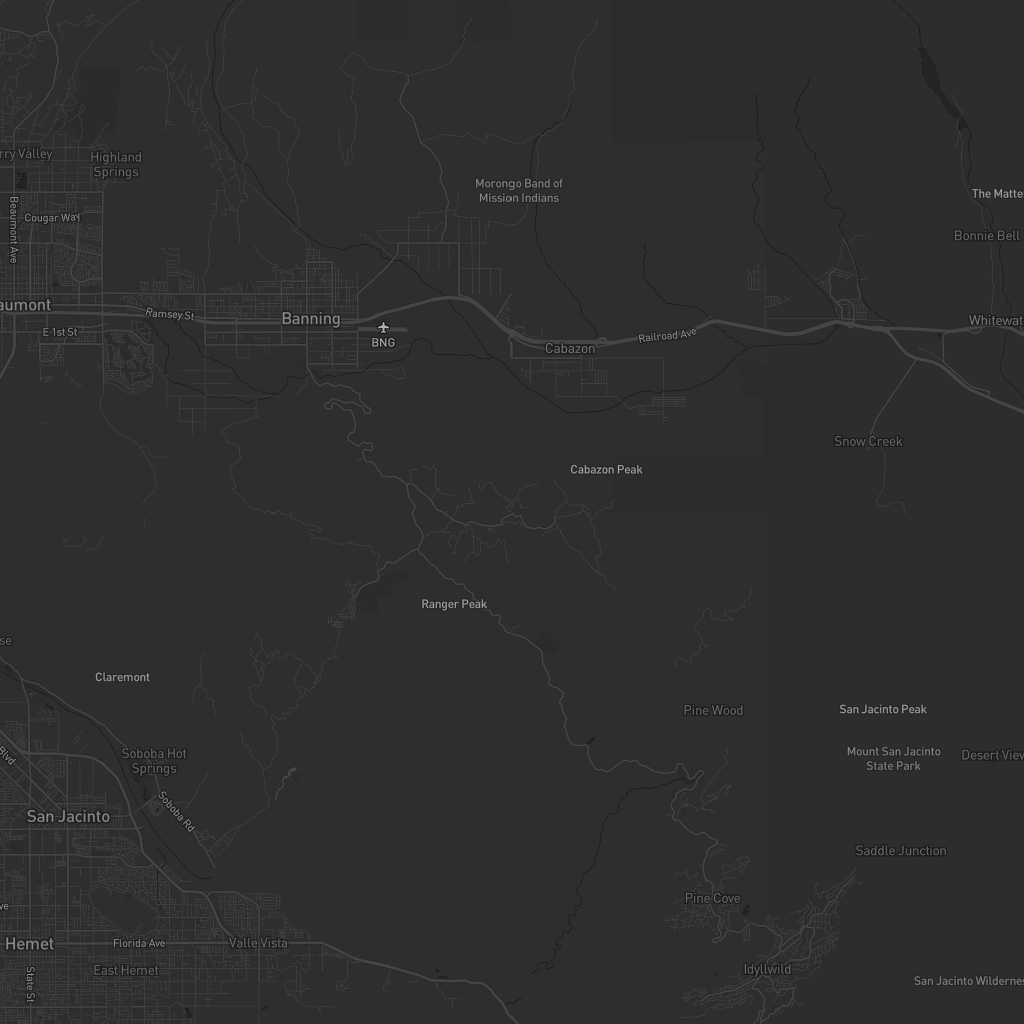 rry Valley
Highland
Springs
Morongo Band of
Mission Indians
The Matte
Beaumont Ave
Cougar Way
Bonnie Bell
aumont
Ramsey St
Banning
Whitewat
E 1st St
BNG
Cabazon
Railroad Ave
Snow Creek
Cabazon Peak
Ranger Peak
se
Claremont
Pine Wood
San Jacinto Peak
Soboba Hot
Springs
Mount San Jacinto
State Park
Desert View
Blvd
San Jacinto
Soboba Rd
Saddle Junction
Pine Cove
ve
Hemet
Florida Ave
Valle Vista
East Hemet
Idyllwild
State St
San Jacinto Wildernes